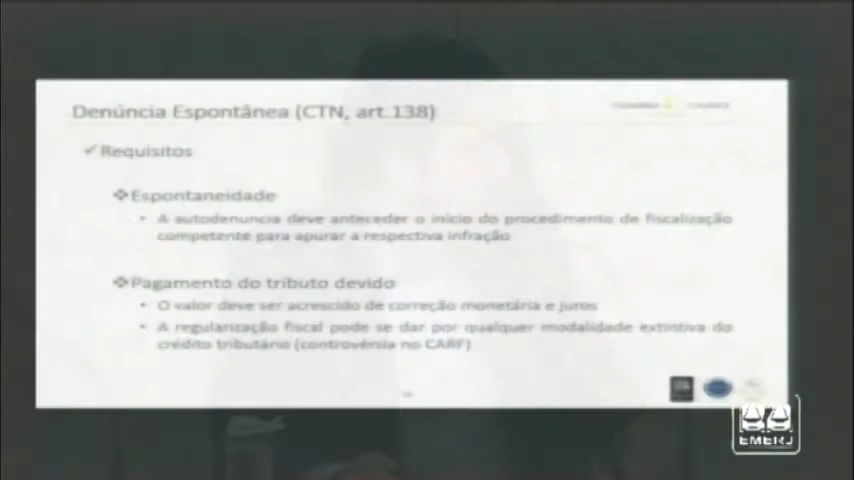 Denúncia Espontânea (CTN, art.138)
Requisitos
Espontaneidade
A autodenuncia deve anteceder o início do procedimento de fiscalização
competente para apurar a respectiva infração
Pagamento do tributo devido
O valor deve ser acrescido de correção monetária e juros
A regularização fiscal pode se dar por qualquer modalidade extintiva do
crédito tributário (controvérsia no CARF)
EMERJ